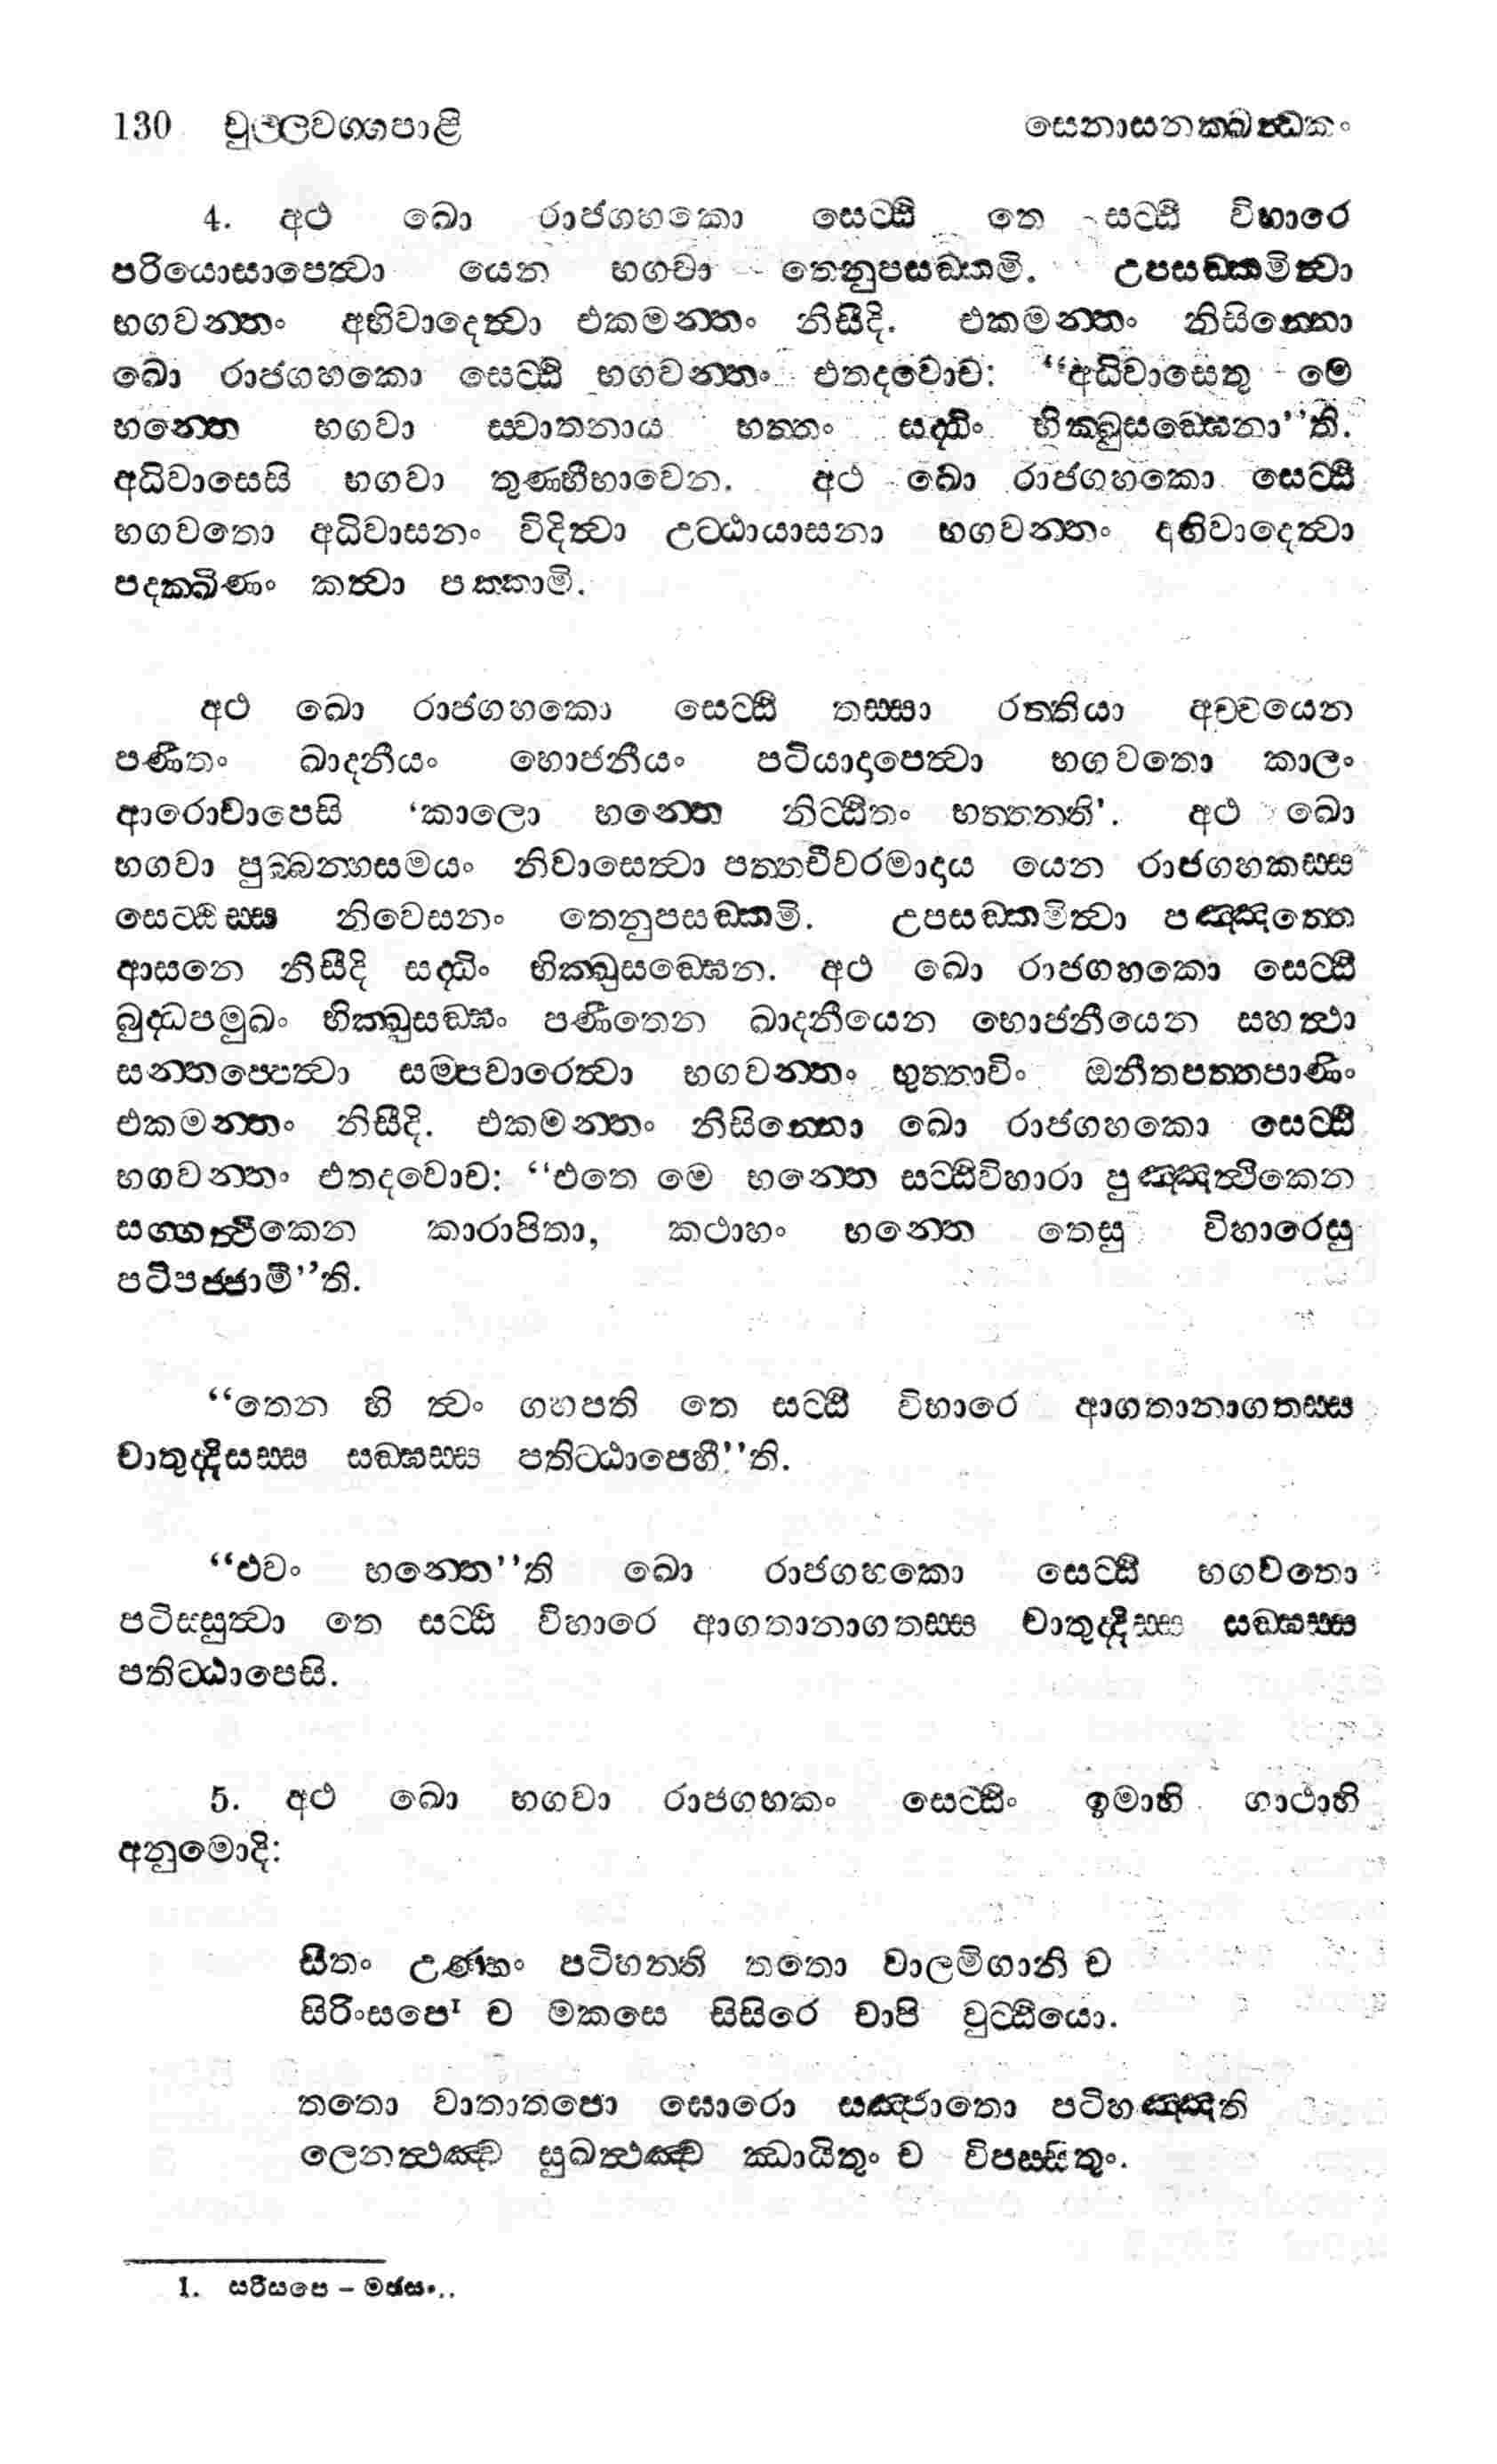 130 චුල්ලවග්ගපාළි සෙනාසනක්ඛන්ධකං
4. අථ ඛො රාජගහකො සෙට්ඨි තෙ සට්ඨි විහාරෙ
පරියොසාපෙත්‍වා යෙන භගවා තෙනුපසඞ්කමි. උපසඞ්කමිත්‍වා
භගවන්තං අභිවාදෙත්‍වා එකමන්තං නිසීදි. එකමන්තං නිසින්නො
ඛො රාජගහකො සෙට්ඨි භගවන්තං එතදවොච: “අධිවාසෙතු මෙ
භන්තෙ භගවා ස්වාතනාය භත්තං සද්ධිං භික්ඛුසඞ්ඝෙනා”ති.
අධිවාසෙසි භගවා තුණ්හීභාවෙන. අථ ඛො රාජගහකො සෙට්ඨි
භගවතො අධිවාසනං විදිත්‍වා උට්ඨායාසනා භගවන්තං අභිවාදෙත්‍වා
පදක්ඛිණං කත්‍වා පක්කාමි.
අථ ඛො රාජගහකො සෙට්ඨි තස්සා රත්තියා අච්චයෙන
පණීතං ඛාදනීයං භොජනීයං පටියාදාපෙත්‍වා භගවතො කාලං
ආරොචාපෙසි ‘කාලො භන්තෙ නිට්ඨිතං භත්තන්ති’. අථ ඛො
භගවා පුබ්බන්හසමයං නිවාසෙත්‍වා පත්තචීවරමාදාය යෙන රාජගහකස්ස
සෙට්ඨිස්ස නිවෙසනං තෙනුපසඞ්කමි. උපසඞ්කමිත්‍වා පඤ්ඤත්තෙ
ආසනෙ නිසීදි සද්ධිං භික්ඛුසඞ්ඝෙන. අථ ඛො රාජගහකො සෙට්ඨි
බුද්ධපමුඛං භික්ඛුසඞ්ඝං පණීතෙන ඛාදනීයෙන භොජනීයෙන සහත්‍ථා
සන්තප්පෙත්‍වා සම්පවාරෙත්‍වා භගවන්තං භුත්තාවිං ඔනීතපත්තපාණිං
එකමන්තං නිසීදි. එකමන්තං නිසින්නො ඛො රාජගහකො සෙට්ඨි
භගවන්තං එතදවොච: “එතෙ මෙ භන්තෙ සට්ඨිවිහාරා පුඤ්ඤත්‍ථිකෙන
සග්ගත්‍ථිකෙන කාරාපිතා, කථාහං භන්තෙ තෙසු විහාරෙසු
පටිපජ්ජාමී”ති.
“තෙන හි ත්‍වං ගහපති තෙ සට්ඨි විහාරෙ ආගතානාගතස්ස
චාතුද්දිසස්ස සඞ්ඝස්ස පතිට්ඨාපෙහී”ති.
“එවං භන්තෙ”ති ඛො රාජගහකො සෙට්ඨි භගවතො
පටිස්සුත්‍වා තෙ සට්ඨි විහාරෙ ආගතානාගතස්ස චාතුද්දිස්ස සඞ්ඝස්ස
පතිට්ඨාපෙසි.
5. අථ ඛො භගවා රාජගහකං සෙට්ඨිං ඉමාහි ගාථාහි
අනුමොදි:
සීතං උණ්හං පටිහන්ති තතො වාලමිගානි ච
සිරිංසපෙ¹ ච මකසෙ සිසිරෙ චාපි වුට්ඨියො.
තතො වාතාතපො ඝොරො සඤ්ජාතො පටිහඤ්ඤති
ලෙනත්‍ථඤ්ච සුඛත්‍ථඤ්ච ඣායිතුං ච විපස්සිතුං.
1. සරීසපෙ – මජ්සං..